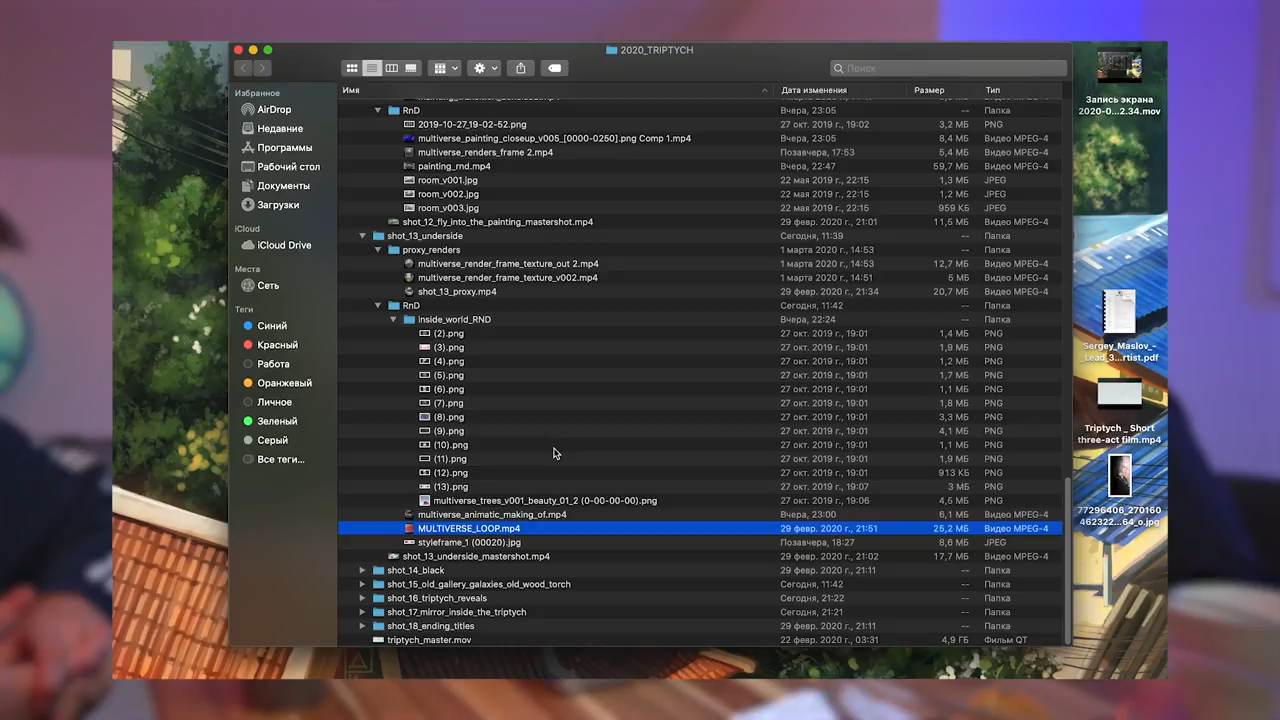 2020_TRIPTYCH
Поиск
Имя Дата изменения Размер Тип
Избранное
AirDrop
Недавние
Программы
Рабочий стол
Документы
Загрузки
iCloud
iCloud Drive
Места
Сеть
Теги
Синий
Красный
Работа
Оранжевый
Личное
Зеленый
Серый
Все теги...
RnD Вчера, 23:05 -- Папка
2019-10-27_19-02-52.png 27 окт. 2019 г., 19:02 3,2 МБ PNG
multiverse_painting_closeup_v005_[0000-0250].png Comp 1.mp4 Вчера, 23:05 8,4 МБ Видео MPEG-4
multiverse_renders_frame 2.mp4 Позавчера, 17:53 5,4 МБ Видео MPEG-4
painting_rnd.mp4 Вчера, 22:47 59,7 МБ Видео MPEG-4
room_v001.jpg 22 мая 2019 г., 22:15 1,3 МБ JPEG
room_v002.jpg 22 мая 2019 г., 22:15 1,2 МБ JPEG
room_v003.jpg 22 мая 2019 г., 22:15 959 КБ JPEG
shot_12_fly_into_the_painting_mastershot.mp4 29 февр. 2020 г., 21:01 11,5 МБ Видео MPEG-4
shot_13_underside Сегодня, 11:39 -- Папка
proxy_renders 1 марта 2020 г., 14:53 -- Папка
multiverse_render_frame_texture_out 2.mp4 1 марта 2020 г., 14:53 12,7 МБ Видео MPEG-4
multiverse_render_frame_texture_v002.mp4 1 марта 2020 г., 14:51 5 МБ Видео MPEG-4
shot_13_proxy.mp4 29 февр. 2020 г., 21:34 20,7 МБ Видео MPEG-4
RnD Сегодня, 11:42 -- Папка
inside_world_RND Вчера, 22:24 -- Папка
(2).png 27 окт. 2019 г., 19:01 1,4 МБ PNG
(3).png 27 окт. 2019 г., 19:01 1,9 МБ PNG
(4).png 27 окт. 2019 г., 19:01 1,2 МБ PNG
(5).png 27 окт. 2019 г., 19:01 1,7 МБ PNG
(6).png 27 окт. 2019 г., 19:01 1,1 МБ PNG
(7).png 27 окт. 2019 г., 19:01 1,8 МБ PNG
(8).png 27 окт. 2019 г., 19:01 3,3 МБ PNG
(9).png 27 окт. 2019 г., 19:01 4,1 МБ PNG
(10).png 27 окт. 2019 г., 19:01 1,1 МБ PNG
(11).png 27 окт. 2019 г., 19:01 1,9 МБ PNG
(12).png 27 окт. 2019 г., 19:01 913 КБ PNG
(13).png 27 окт. 2019 г., 19:07 3 МБ PNG
multiverse_trees_v001_beauty_01_2 (0-00-00-00).png 27 окт. 2019 г., 19:06 4,5 МБ PNG
multiverse_animatic_making_of.mp4 Вчера, 23:00 6,1 МБ Видео MPEG-4
MULTIVERSE_LOOP.mp4 29 февр. 2020 г., 21:51 25,2 МБ Видео MPEG-4
styleframe_1 (00020).jpg Позавчера, 18:27 8,6 МБ JPEG
shot_13_underside_mastershot.mp4 29 февр. 2020 г., 21:02 17,7 МБ Видео MPEG-4
shot_14_black 29 февр. 2020 г., 21:11 -- Папка
shot_15_old_gallery_galaxies_old_wood_torch Сегодня, 11:42 -- Папка
shot_16_triptych_reveals Сегодня, 21:22 -- Папка
shot_17_mirror_inside_the_triptych Сегодня, 21:21 -- Папка
shot_18_ending_titles 29 февр. 2020 г., 21:11 -- Папка
triptych_master.mov 22 февр. 2020 г., 03:31 4,9 ГБ Фильм QT
Запись экрана
2020-0...2.34.mov
Sergey_Maslov_-
_Lead_3...rtist.pdf
Triptych _ Short
three-act film.mp4
77296406_270160
462322...64_o.jpg